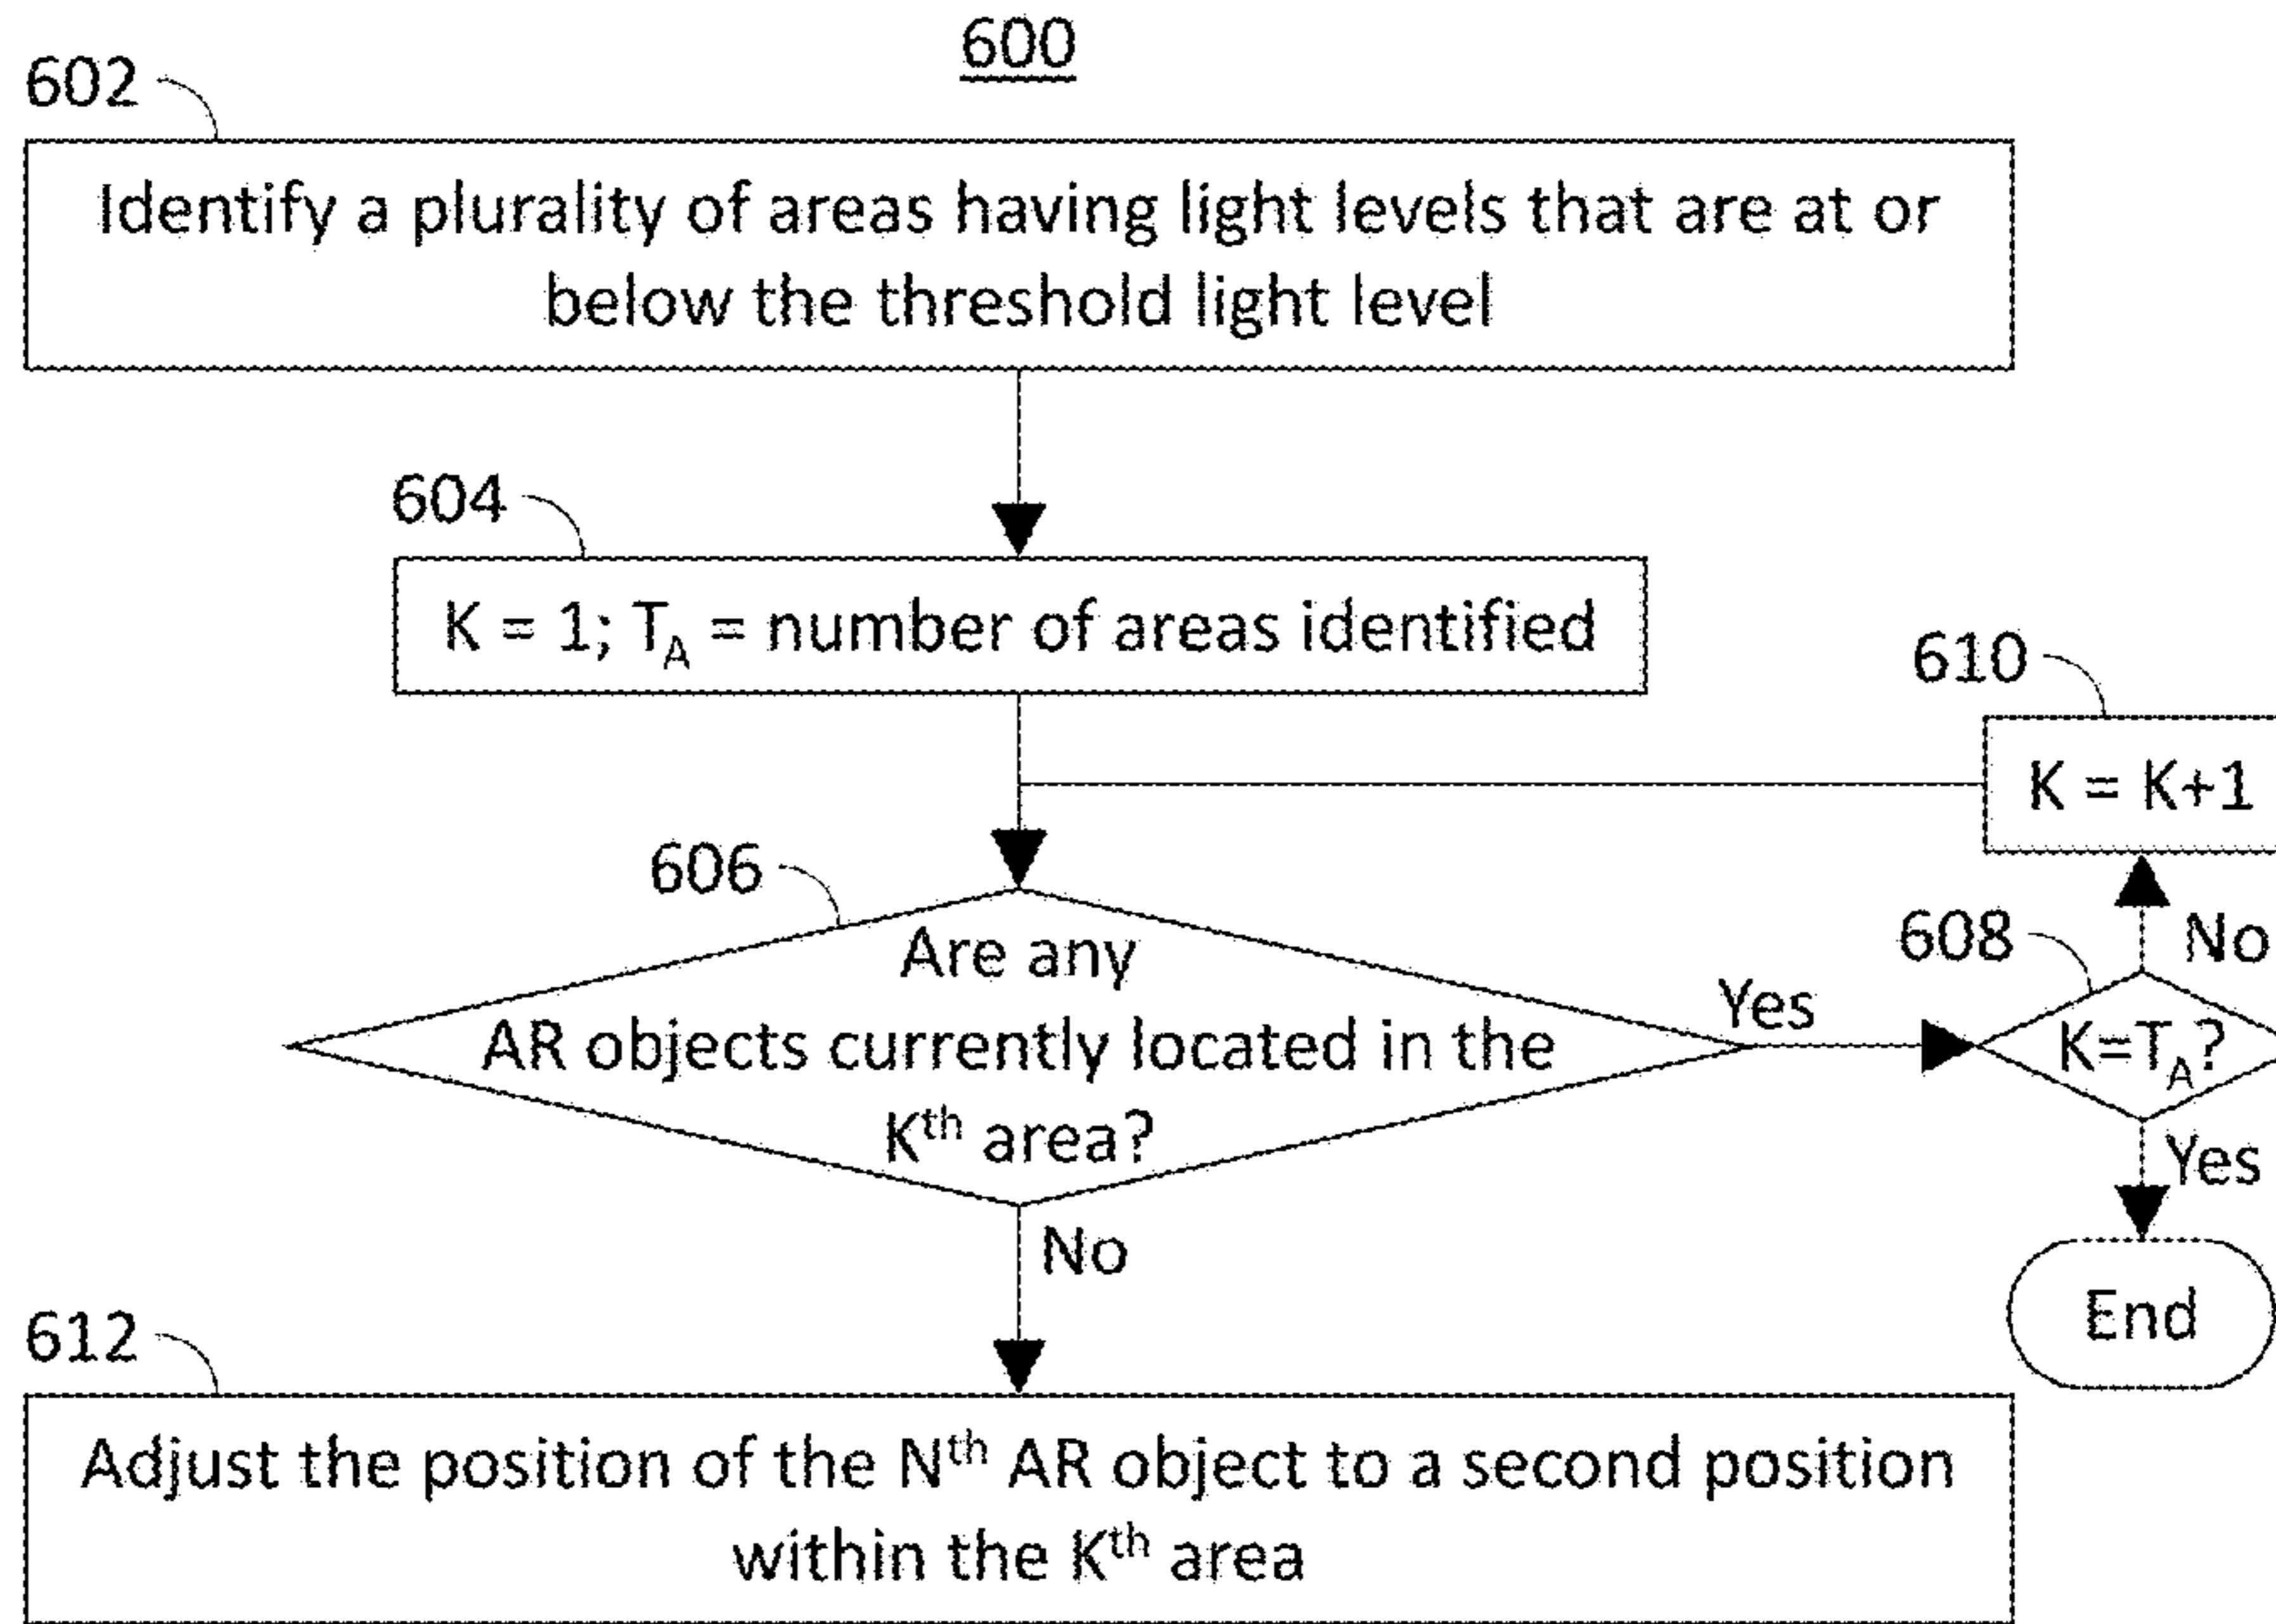 600
602
Identify a plurality of areas having light levels that are at or
below the threshold light level
604
K = 1; T_A = number of areas identified
610
K = K+1
606
Are any
AR objects currently located in the
K^th area?
Yes
608
No
K=T_A?
Yes
No
End
612
Adjust the position of the N^th AR object to a second position
within the K^th area